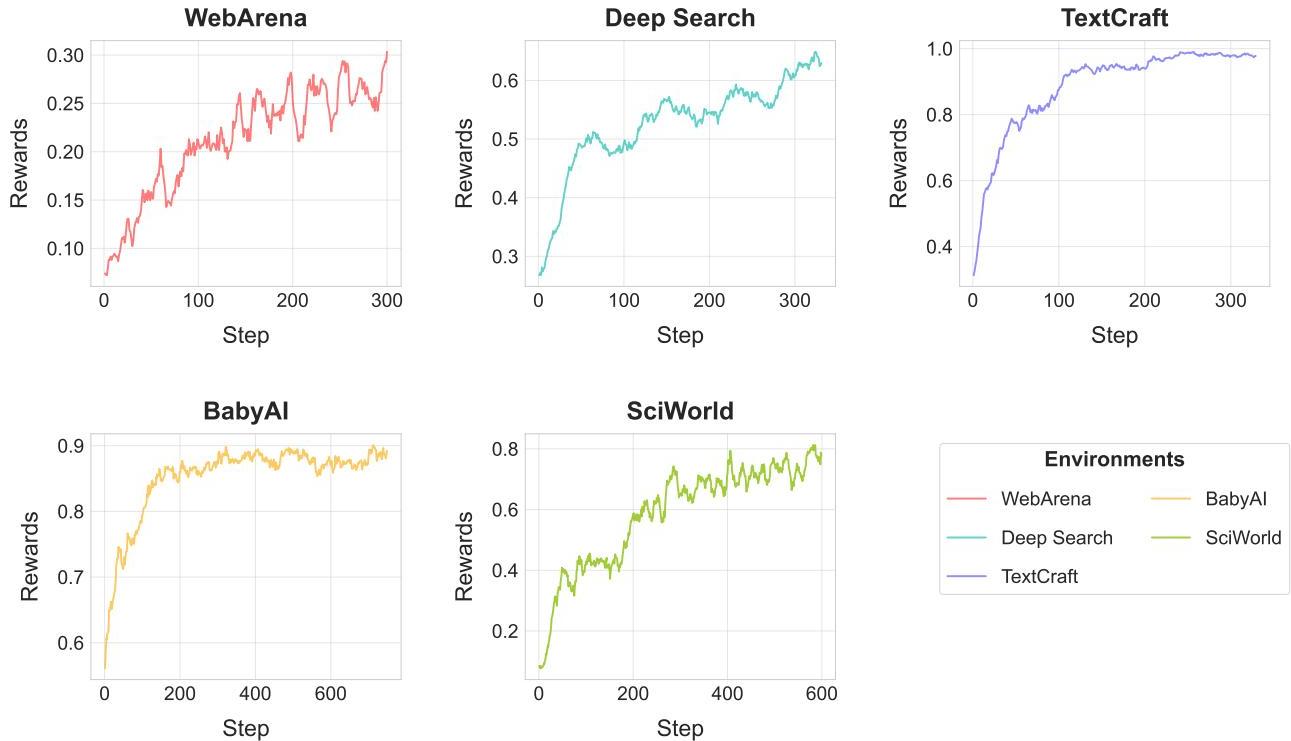 WebArena
Deep Search
TextCraft
0.30
0.25
0.20
0.15
0.10
Rewards
0 100 200 300
Step
0.6
0.5
0.4
0.3
Rewards
0 100 200 300
Step
1.0
0.8
0.6
0.4
Rewards
0 100 200 300
Step
BabyAI
SciWorld
0.9
0.8
0.7
0.6
Rewards
0 200 400 600
Step
0.8
0.6
0.4
0.2
Rewards
0 200 400 600
Step
Environments
WebArena
BabyAI
Deep Search
SciWorld
TextCraft